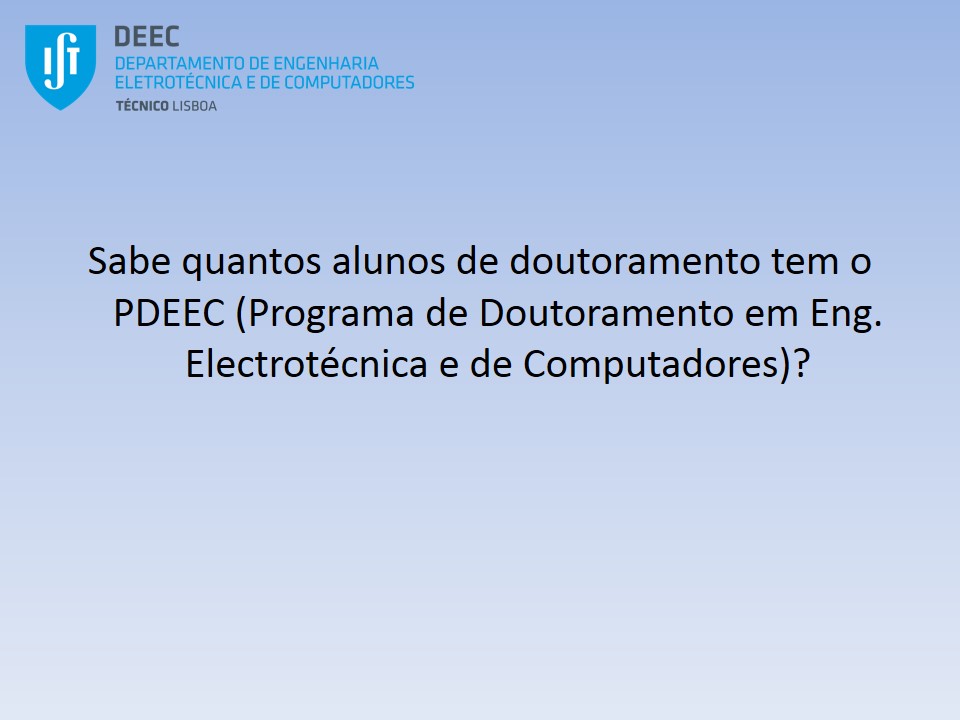 IST
DEEC
DEPARTAMENTO DE ENGENHARIA
ELETROTÉCNICA E DE COMPUTADORES
TÉCNICO LISBOA
Sabe quantos alunos de doutoramento tem o
PDEEC (Programa de Doutoramento em Eng.
Electrotécnica e de Computadores)?